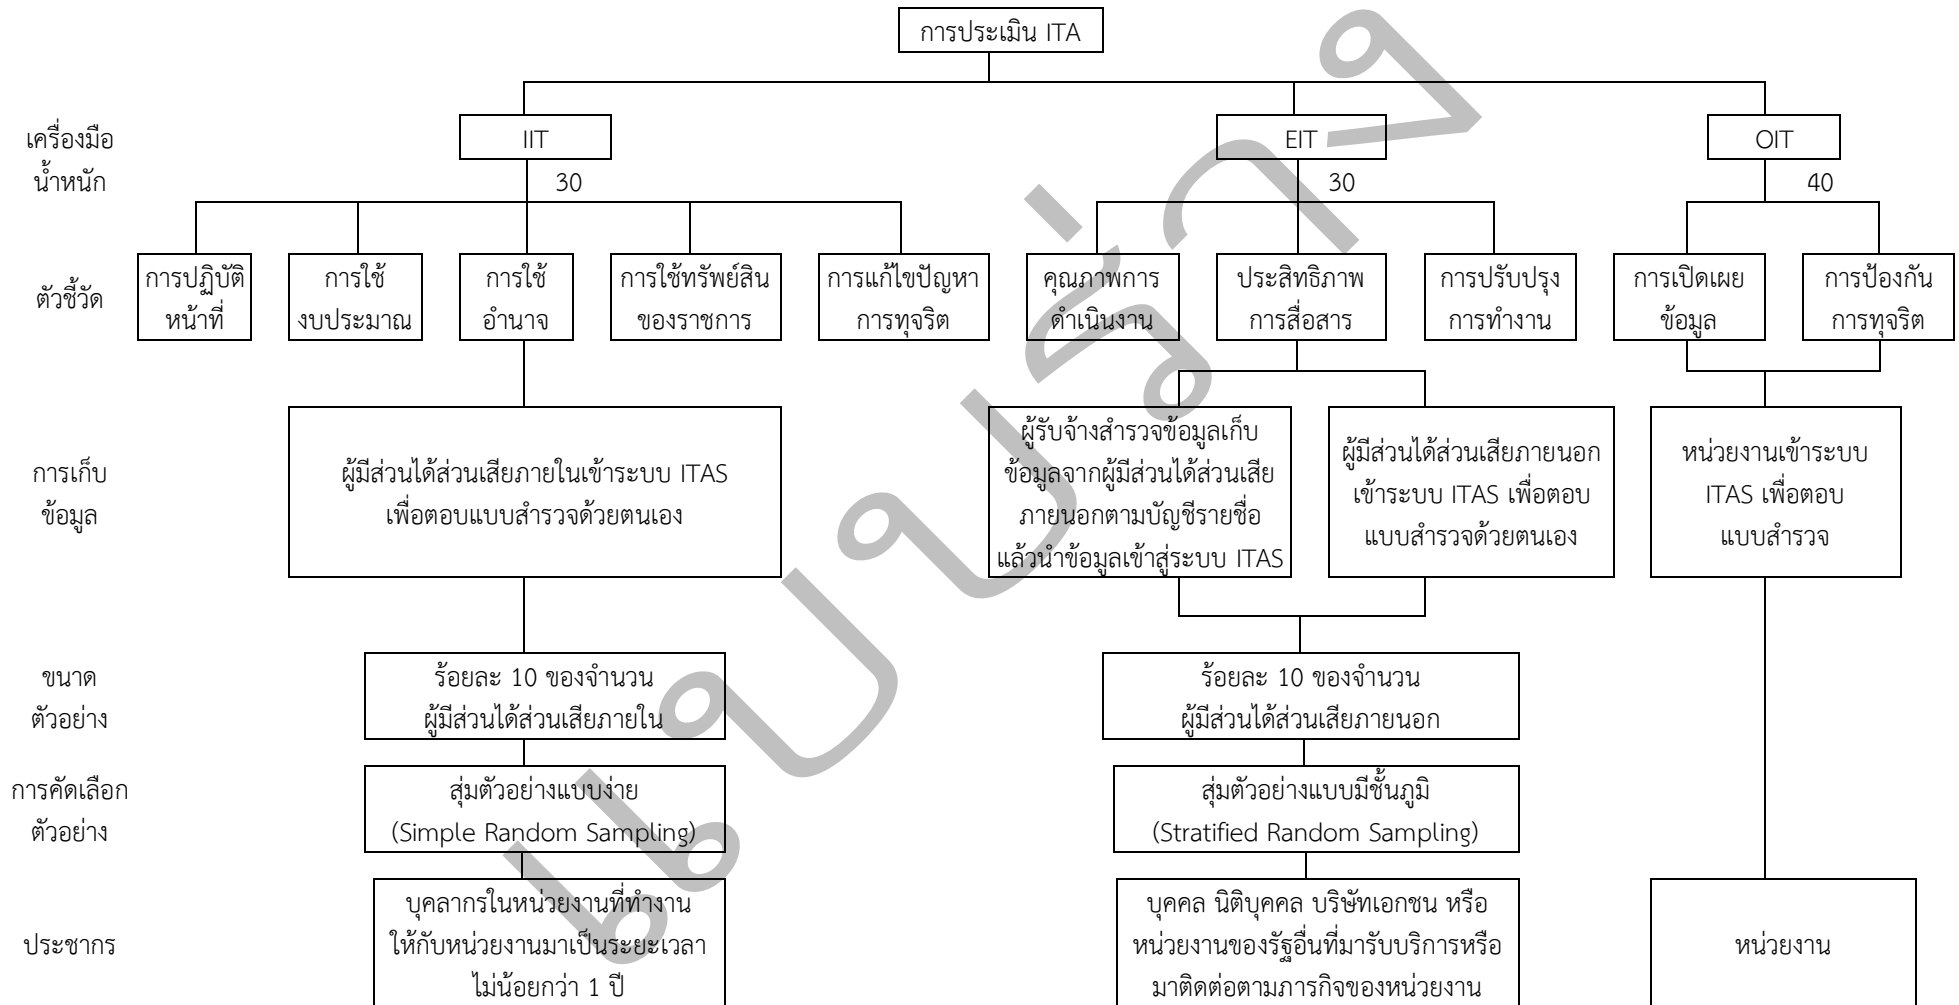 การประเมิน ITA
เครื่องมือ
น้ำหนัก
IIT
30
EIT
30
OIT
40
ตัวชี้วัด
การปฏิบัติ
หน้าที่
การใช้
งบประมาณ
การใช้
อำนาจ
การใช้ทรัพย์สิน
ของราชการ
การแก้ไขปัญหา
การทุจริต
คุณภาพการ
ดำเนินงาน
ประสิทธิภาพ
การสื่อสาร
การปรับปรุง
การทำงาน
การเปิดเผย
ข้อมูล
การป้องกัน
การทุจริต
การเก็บ
ข้อมูล
ผู้มีส่วนได้ส่วนเสียภายในเข้าระบบ ITAS
เพื่อตอบแบบสำรวจด้วยตนเอง
ผู้รับจ้างสำรวจข้อมูลเก็บ
ข้อมูลจากผู้มีส่วนได้ส่วนเสีย
ภายนอกตามบัญชีรายชื่อ
แล้วนำข้อมูลเข้าสู่ระบบ ITAS
ผู้มีส่วนได้ส่วนเสียภายนอก
เข้าระบบ ITAS เพื่อตอบ
แบบสำรวจด้วยตนเอง
หน่วยงานเข้าระบบ
ITAS เพื่อตอบ
แบบสำรวจ
ขนาด
ตัวอย่าง
ร้อยละ 10 ของจำนวน
ผู้มีส่วนได้ส่วนเสียภายใน
ร้อยละ 10 ของจำนวน
ผู้มีส่วนได้ส่วนเสียภายนอก
การคัดเลือก
ตัวอย่าง
สุ่มตัวอย่างแบบง่าย
(Simple Random Sampling)
สุ่มตัวอย่างแบบมีชั้นภูมิ
(Stratified Random Sampling)
ประชากร
บุคลากรในหน่วยงานที่ทำงาน
ให้กับหน่วยงานมาเป็นระยะเวลา
ไม่น้อยกว่า 1 ปี
บุคคล นิติบุคคล บริษัทเอกชน หรือ
หน่วยงานของรัฐอื่นที่มารับบริการหรือ
มาติดต่อตามภารกิจของหน่วยงาน
หน่วยงาน
แบบร่าง